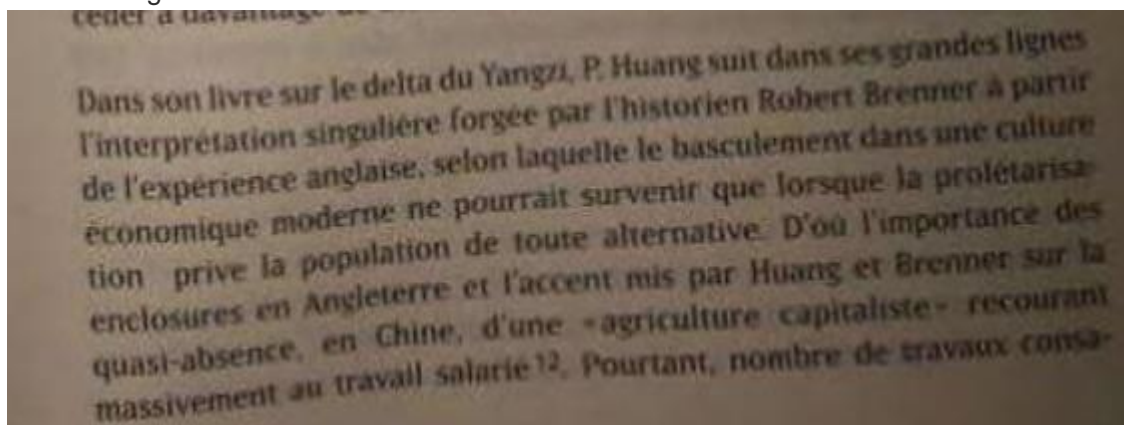 céder à davantage de
Dans son livre sur le delta du Yangzi, P. Huang suit dans ses grandes lignes
l'interprétation singulière forgée par l'historien Robert Brenner à partir
de l'expérience anglaise, selon laquelle le basculement dans une culture
économique moderne ne pourrait survenir que lorsque la prolétarisa-
tion prive la population de toute alternative. D'où l'importance des
enclosures en Angleterre et l'accent mis par Huang et Brenner sur la
quasi-absence, en Chine, d'une «agriculture capitaliste» recourant
massivement au travail salarié 12. Pourtant, nombre de travaux consa-